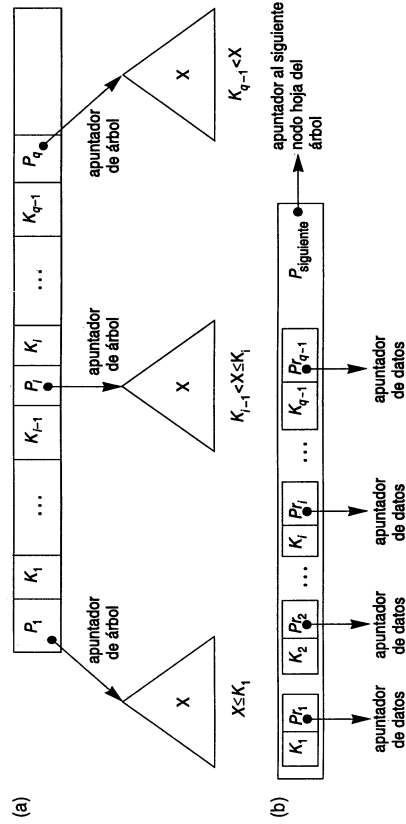 (a)
P1 K1 ... Ki–1 Pi Ki ... Kq–1 Pq
apuntador
de árbol
apuntador
de árbol
apuntador
de árbol
X
X
X
X≤K1
Ki–1<X≤Ki
Kq–1<X
(b)
K1 Pr1 K2 Pr2 ... Ki Pri ... Kq–1 Prq–1 Psiguiente
apuntador al siguiente
nodo hoja del
árbol
apuntador
de datos
apuntador
de datos
apuntador
de datos
apuntador
de datos